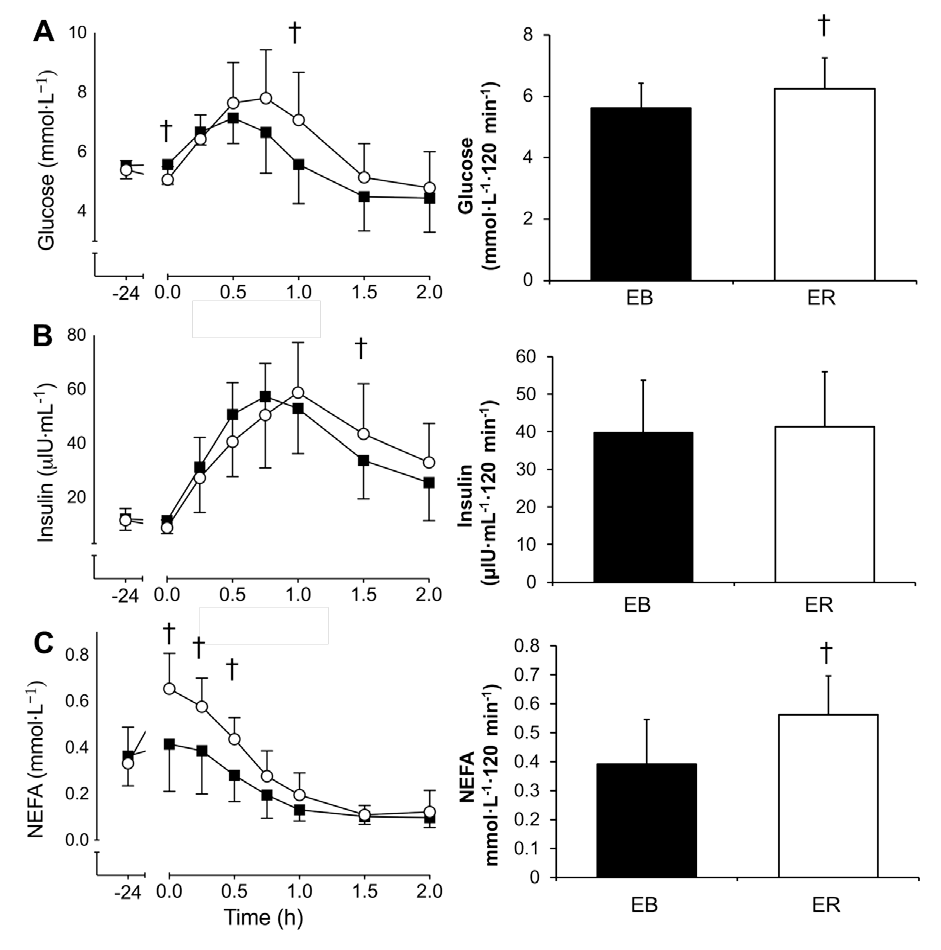 A
†
†
Glucose (mmol·L⁻¹)
10
8
6
4
-24 0.0 0.5 1.0 1.5 2.0
†
Glucose
(mmol·L⁻¹·120 min⁻¹)
8
6
4
2
0
EB ER
B
†
Insulin (µIU·mL⁻¹)
80
60
40
20
-24 0.0 0.5 1.0 1.5 2.0
Insulin
(µIU·mL⁻¹·120 min⁻¹)
60
50
40
30
20
10
0
EB ER
C
† † †
NEFA (mmol·L⁻¹)
0.8
0.6
0.4
0.2
0.0
-24 0.0 0.5 1.0 1.5 2.0
Time (h)
†
NEFA
mmol·L⁻¹·120 min⁻¹)
0.8
0.7
0.6
0.5
0.4
0.3
0.2
0.1
0
EB ER